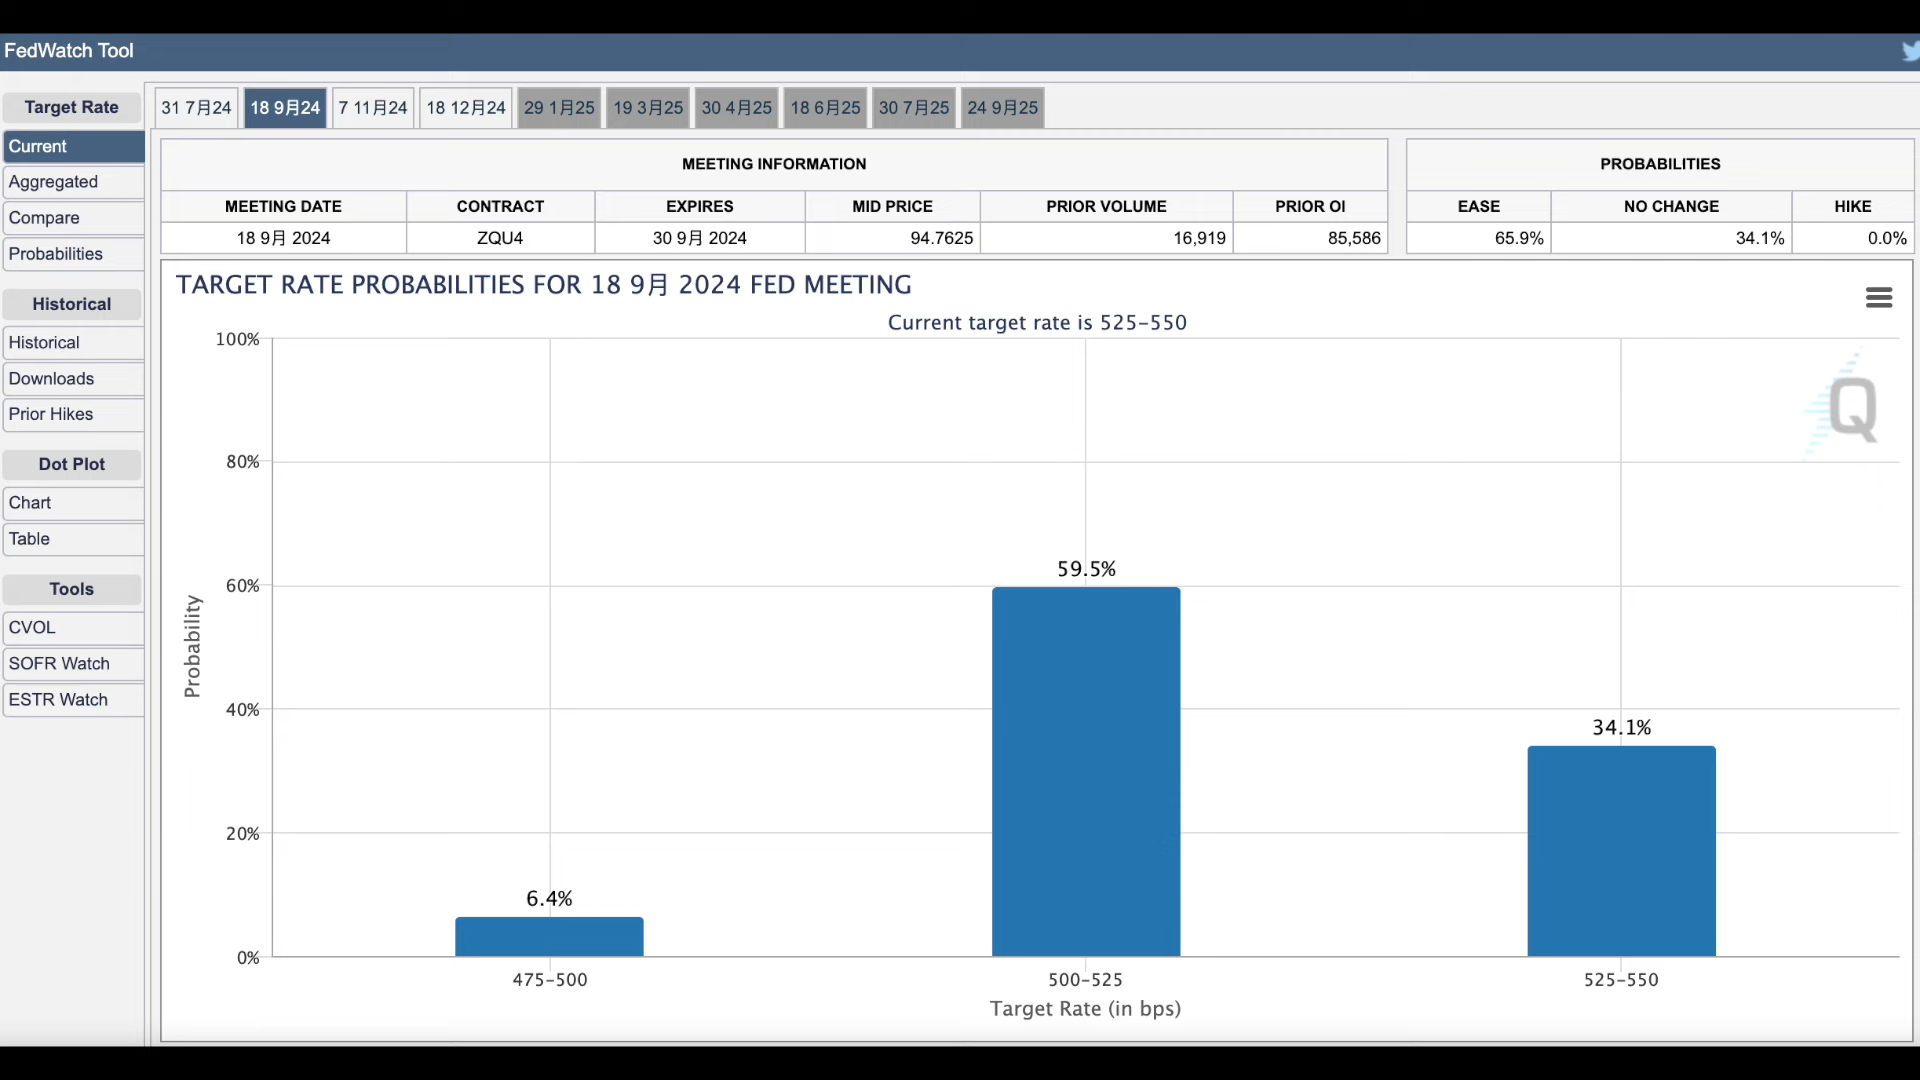 FedWatch Tool
Target Rate
Current
Aggregated
Compare
Probabilities
Historical
Historical
Downloads
Prior Hikes
Dot Plot
Chart
Table
Tools
CVOL
SOFR Watch
ESTR Watch
31 7月24 18 9月24 7 11月24 18 12月24 29 1月25 19 3月25 30 4月25 18 6月25 30 7月25 24 9月25
MEETING INFORMATION
MEETING DATE CONTRACT EXPIRES MID PRICE PRIOR VOLUME PRIOR OI
18 9月 2024 ZQU4 30 9月 2024 94.7625 16,919 85,586
PROBABILITIES
EASE NO CHANGE HIKE
65.9% 34.1% 0.0%
TARGET RATE PROBABILITIES FOR 18 9月 2024 FED MEETING
Current target rate is 525-550
Q
Probability
100%
80%
60%
40%
20%
0%
6.4%
59.5%
34.1%
475-500 500-525 525-550
Target Rate (in bps)